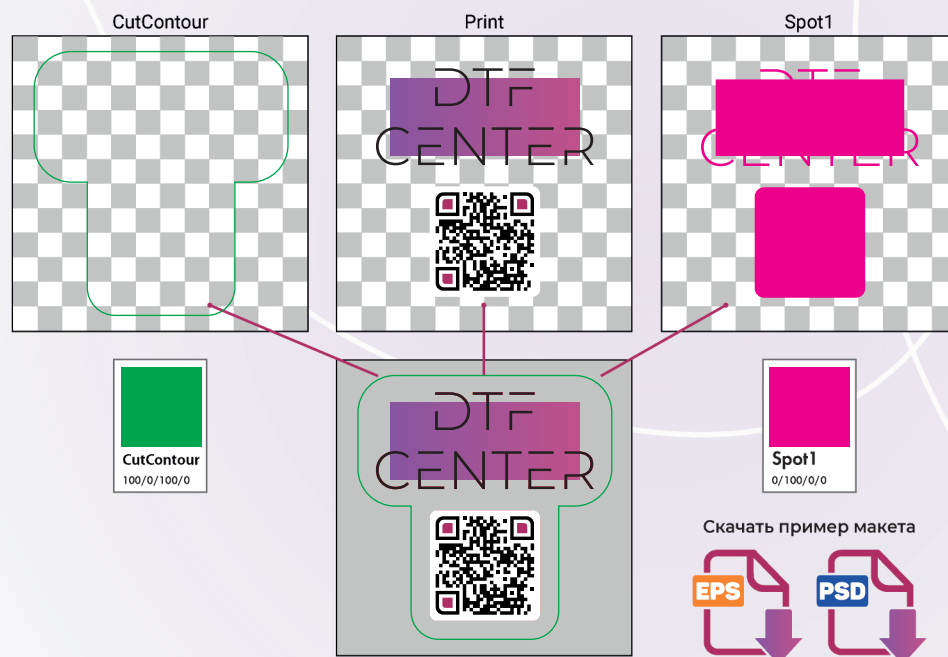 CutContour
Print
Spot1
DTF
CENTER
DTF
CENTER
CutContour
100/0/100/0
DTF
CENTER
Spot1
0/100/0/0
Скачать пример макета
EPS
PSD